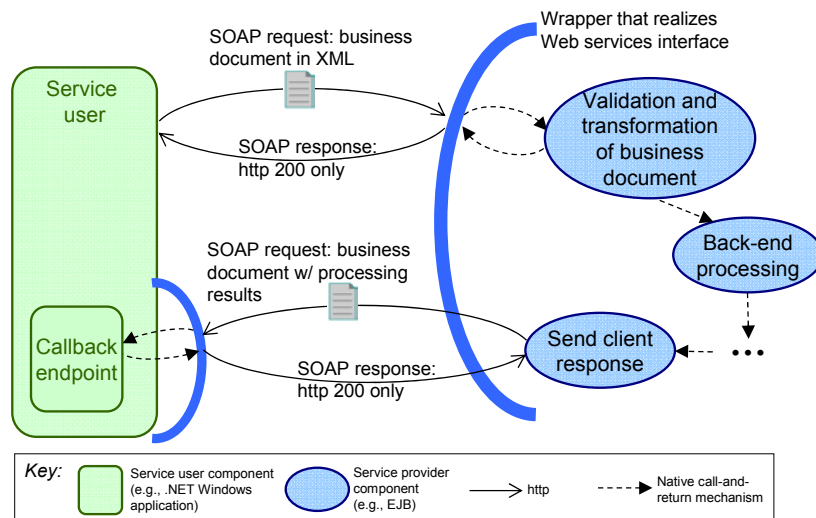 SOAP request: business
document in XML
Wrapper that realizes
Web services interface
Service
user
Validation and
transformation
of business
document
SOAP response:
http 200 only
Back-end
processing
SOAP request: business
document w/ processing
results
Callback
endpoint
Send client
response
...
SOAP response:
http 200 only
Key:
Service user component
(e.g., .NET Windows
application)
Service provider
component
(e.g., EJB)
http
Native call-and-
return mechanism